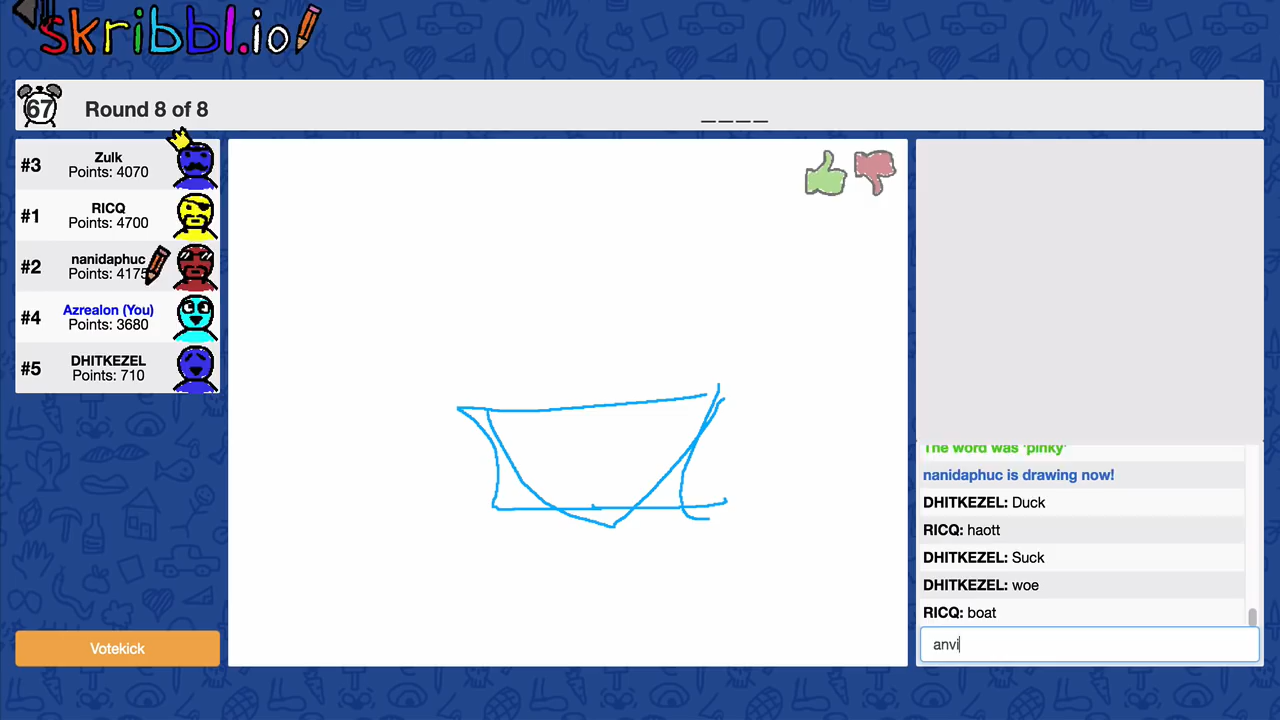 skribbl.io
67
Round 8 of 8
____
#3
Zulk
Points: 4070
#1
RICQ
Points: 4700
#2
nanidaphuc
Points: 4175
#4
Azrealon (You)
Points: 3680
#5
DHITKEZEL
Points: 710
Votekick
The word was 'pinky'
nanidaphuc is drawing now!
DHITKEZEL: Duck
RICQ: haott
DHITKEZEL: Suck
DHITKEZEL: woe
RICQ: boat
anvi